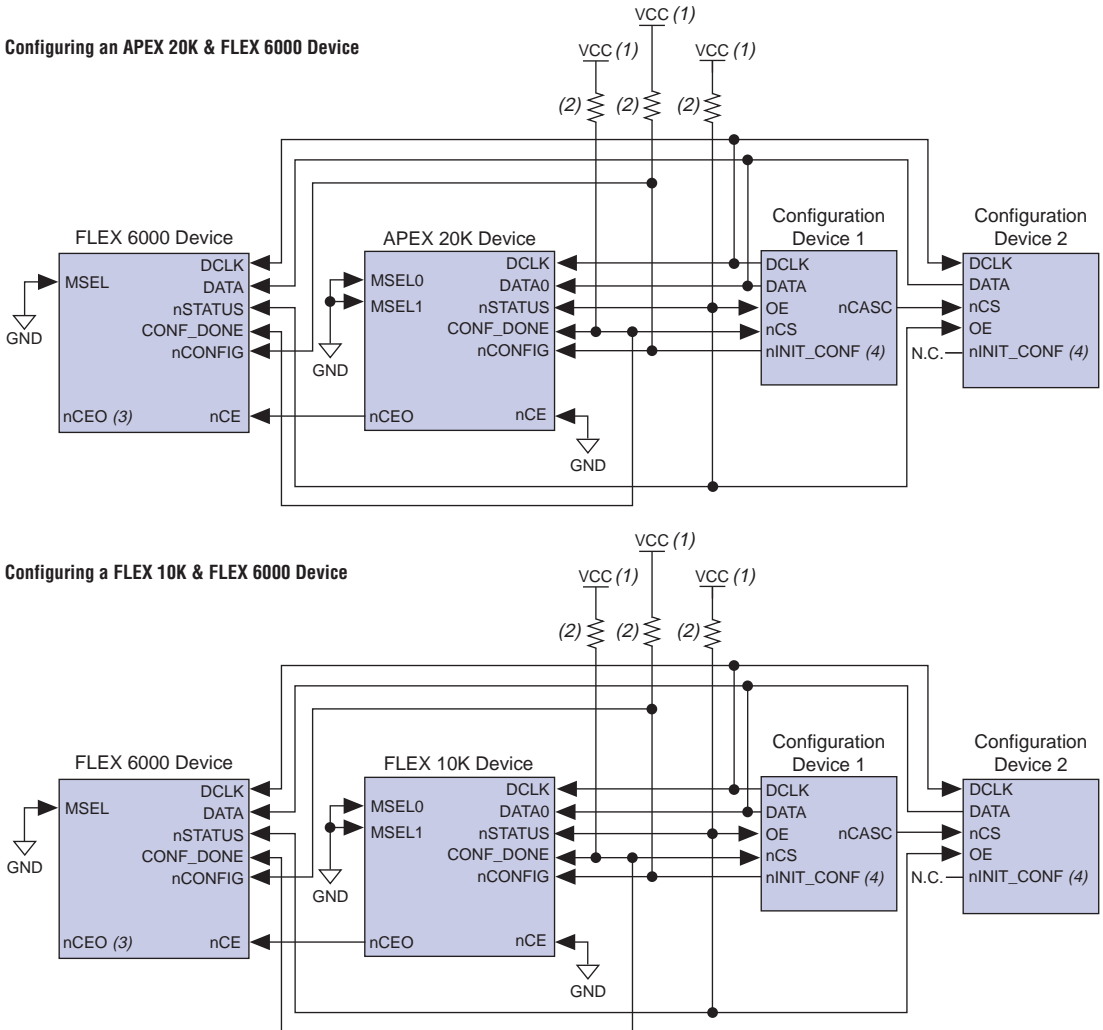 Configuring an APEX 20K & FLEX 6000 Device
VCC (1)
VCC (1)
VCC (1)
(2)
(2)
(2)
FLEX 6000 Device
MSEL
DCLK
DATA
nSTATUS
CONF_DONE
nCONFIG
nCEO (3)
nCE
GND
APEX 20K Device
MSEL0
MSEL1
DCLK
DATA0
nSTATUS
CONF_DONE
nCONFIG
nCEO
nCE
GND
GND
Configuration
Device 1
DCLK
DATA
OE
nCASC
nCS
nINIT_CONF (4)
Configuration
Device 2
DCLK
DATA
nCS
OE
N.C.
nINIT_CONF (4)
Configuring a FLEX 10K & FLEX 6000 Device
VCC (1)
VCC (1)
VCC (1)
(2)
(2)
(2)
FLEX 6000 Device
MSEL
DCLK
DATA
nSTATUS
CONF_DONE
nCONFIG
nCEO (3)
nCE
GND
FLEX 10K Device
MSEL0
MSEL1
DCLK
DATA0
nSTATUS
CONF_DONE
nCONFIG
nCEO
nCE
GND
GND
Configuration
Device 1
DCLK
DATA
OE
nCASC
nCS
nINIT_CONF (4)
Configuration
Device 2
DCLK
DATA
nCS
OE
N.C.
nINIT_CONF (4)